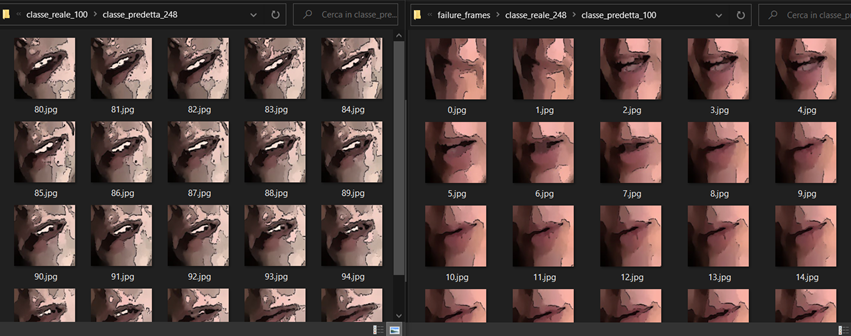 classe_reale_100 > classe_predetta_248
Cerca in classe_pre...
80.jpg 81.jpg 82.jpg 83.jpg 84.jpg
85.jpg 86.jpg 87.jpg 88.jpg 89.jpg
90.jpg 91.jpg 92.jpg 93.jpg 94.jpg
failure_frames > classe_reale_248 > classe_predetta_100
Cerca in classe_p
0.jpg 1.jpg 2.jpg 3.jpg 4.jpg
5.jpg 6.jpg 7.jpg 8.jpg 9.jpg
10.jpg 11.jpg 12.jpg 13.jpg 14.jpg